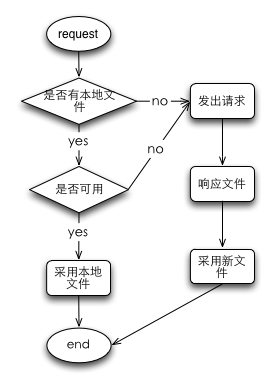 request
是否有本地文
件
no
发出请求
yes
no
是否可用
响应文件
yes
采用本地
文件
采用新文
件
end